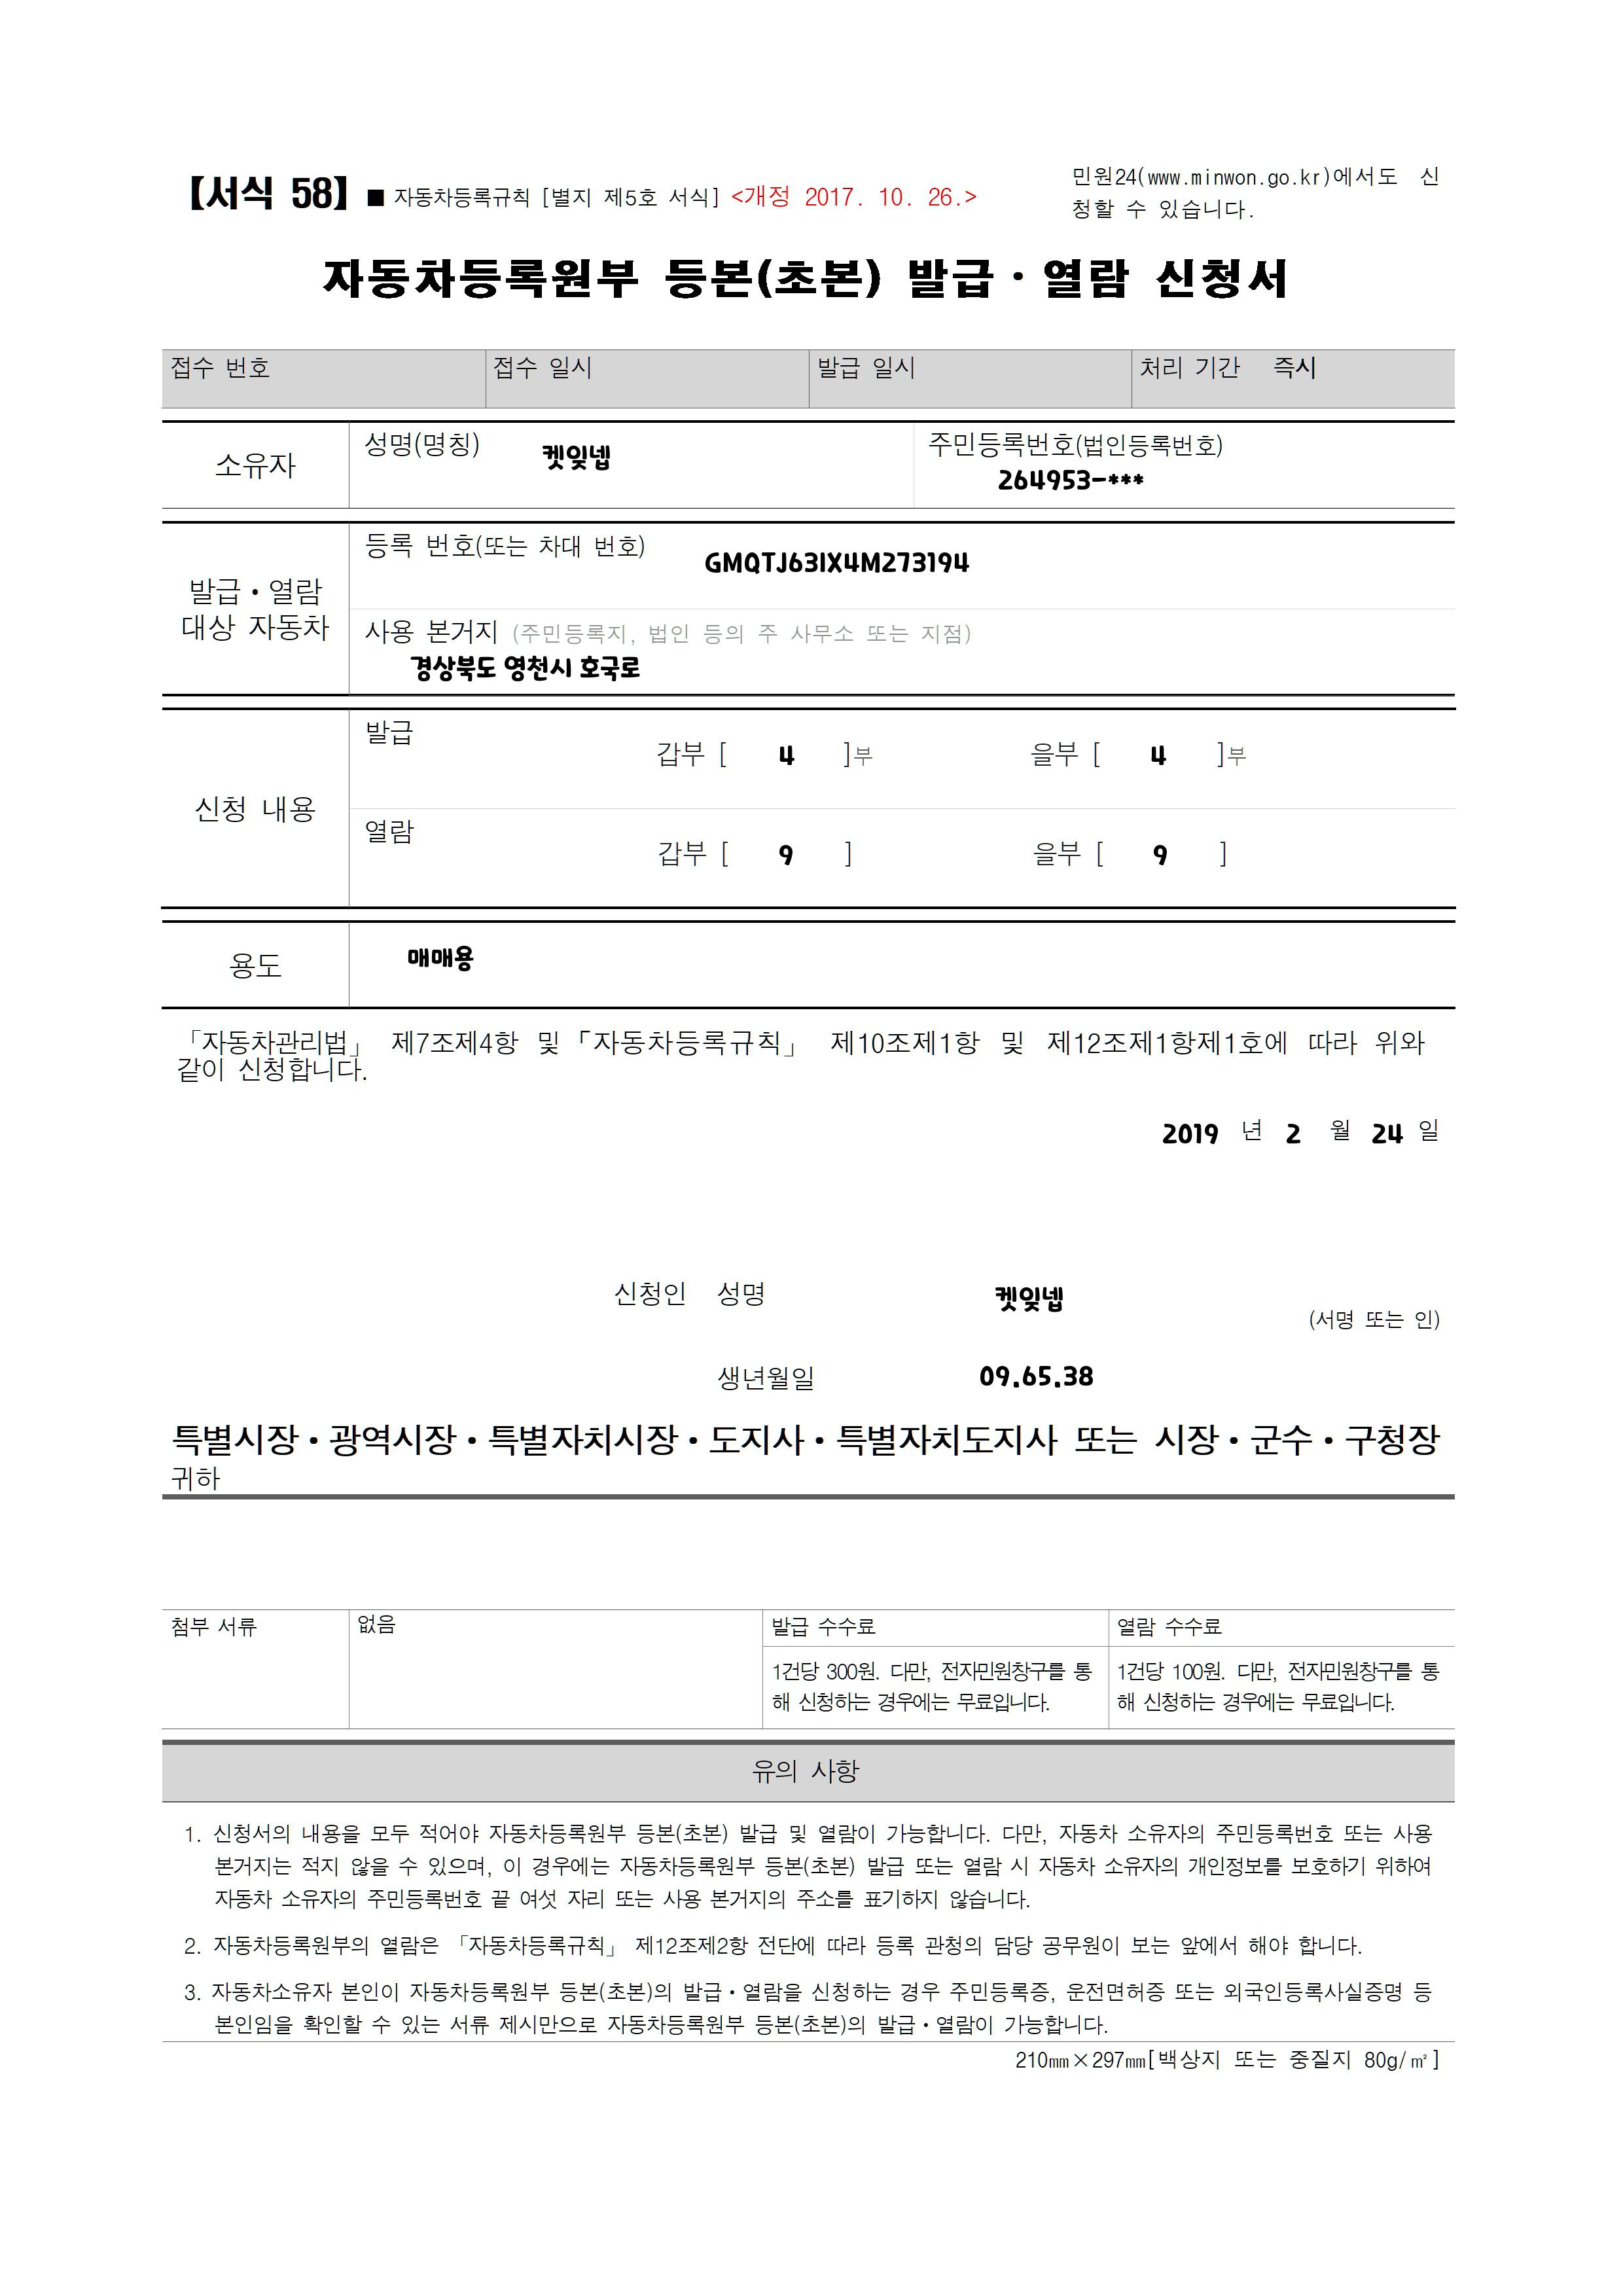 【서식 58】 ■ 자동차등록규칙 [별지 제5호 서식] <개정 2017. 10. 26.>
민원24(www.minwon.go.kr)에서도 신
청할 수 있습니다.
자동차등록원부 등본(초본) 발급·열람 신청서
접수 번호 접수 일시 발급 일시 처리 기간 즉시
소유자
성명(명칭) 켓잊넵
주민등록번호(법인등록번호)
264953-***
발급·열람
대상 자동차
등록 번호(또는 차대 번호) GMQTJ63IX4M273194
사용 본거지 (주민등록지, 법인 등의 주 사무소 또는 지점)
경상북도 영천시 호국로
신청 내용
발급 갑부 [ 4 ]부 을부 [ 4 ]부
열람 갑부 [ 9 ] 을부 [ 9 ]
용도 매매용
「자동차관리법」 제7조제4항 및「자동차등록규칙」 제10조제1항 및 제12조제1항제1호에 따라 위와
같이 신청합니다.
2019 년 2 월 24 일
신청인 성명 켓잊넵
(서명 또는 인)
생년월일 09.65.38
특별시장·광역시장·특별자치시장·도지사·특별자치도지사 또는 시장·군수·구청장
귀하
첨부 서류 없음 발급 수수료 열람 수수료
1건당 300원. 다만, 전자민원창구를 통
해 신청하는 경우에는 무료입니다.
1건당 100원. 다만, 전자민원창구를 통
해 신청하는 경우에는 무료입니다.
유의 사항
1. 신청서의 내용을 모두 적어야 자동차등록원부 등본(초본) 발급 및 열람이 가능합니다. 다만, 자동차 소유자의 주민등록번호 또는 사용
본거지는 적지 않을 수 있으며, 이 경우에는 자동차등록원부 등본(초본) 발급 또는 열람 시 자동차 소유자의 개인정보를 보호하기 위하여
자동차 소유자의 주민등록번호 끝 여섯 자리 또는 사용 본거지의 주소를 표기하지 않습니다.
2. 자동차등록원부의 열람은 「자동차등록규칙」 제12조제2항 전단에 따라 등록 관청의 담당 공무원이 보는 앞에서 해야 합니다.
3. 자동차소유자 본인이 자동차등록원부 등본(초본)의 발급·열람을 신청하는 경우 주민등록증, 운전면허증 또는 외국인등록사실증명 등
본인임을 확인할 수 있는 서류 제시만으로 자동차등록원부 등본(초본)의 발급·열람이 가능합니다.
210㎜×297㎜[백상지 또는 중질지 80g/㎡]